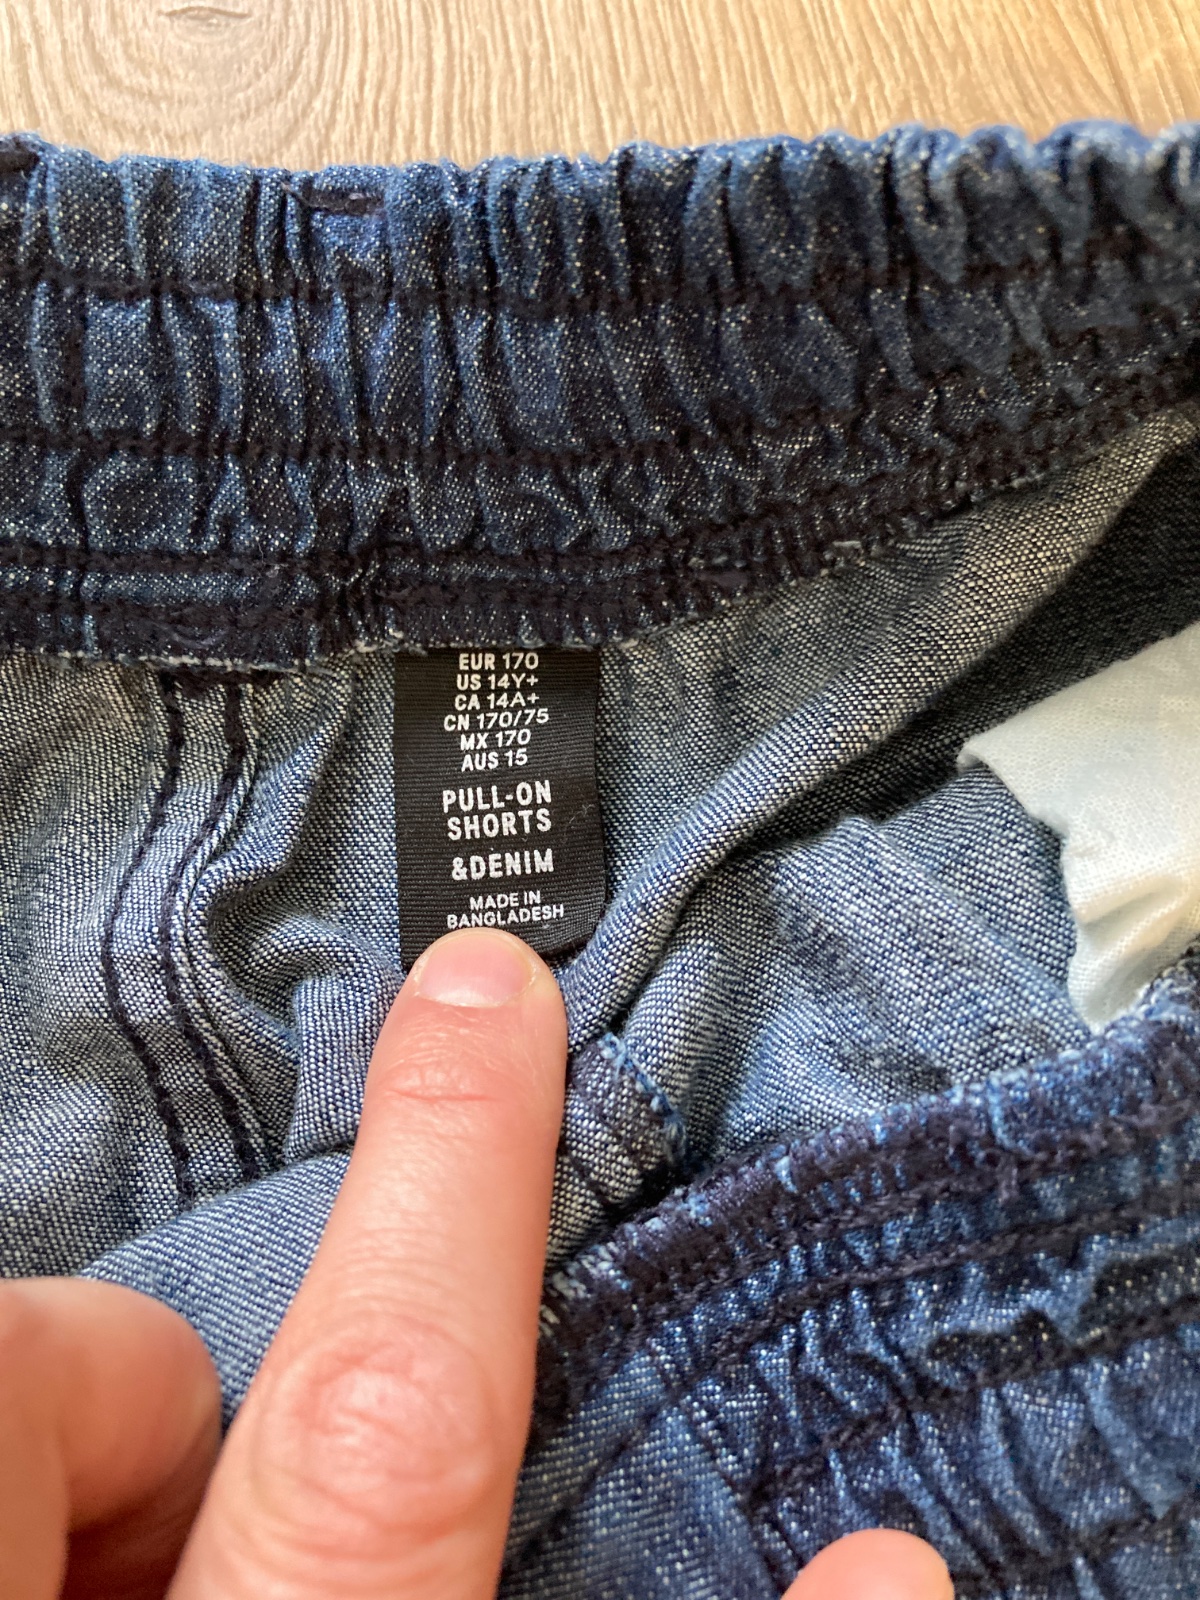 EUR 170
US 14Y+
CA 14A+
CN 170/75
MX 170
AUS 15
PULL-ON
SHORTS
&DENIM
MADE IN
BANGLADESH